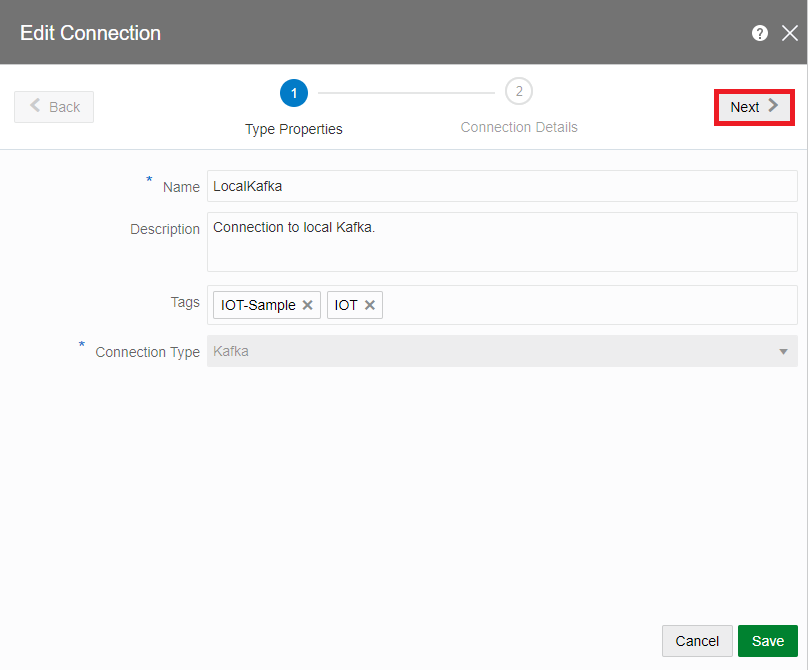 Edit Connection ?
Back 1 2 Next
Type Properties Connection Details
* Name LocalKafka
Description Connection to local Kafka.
Tags IOT-Sample IOT
* Connection Type Kafka
Cancel Save